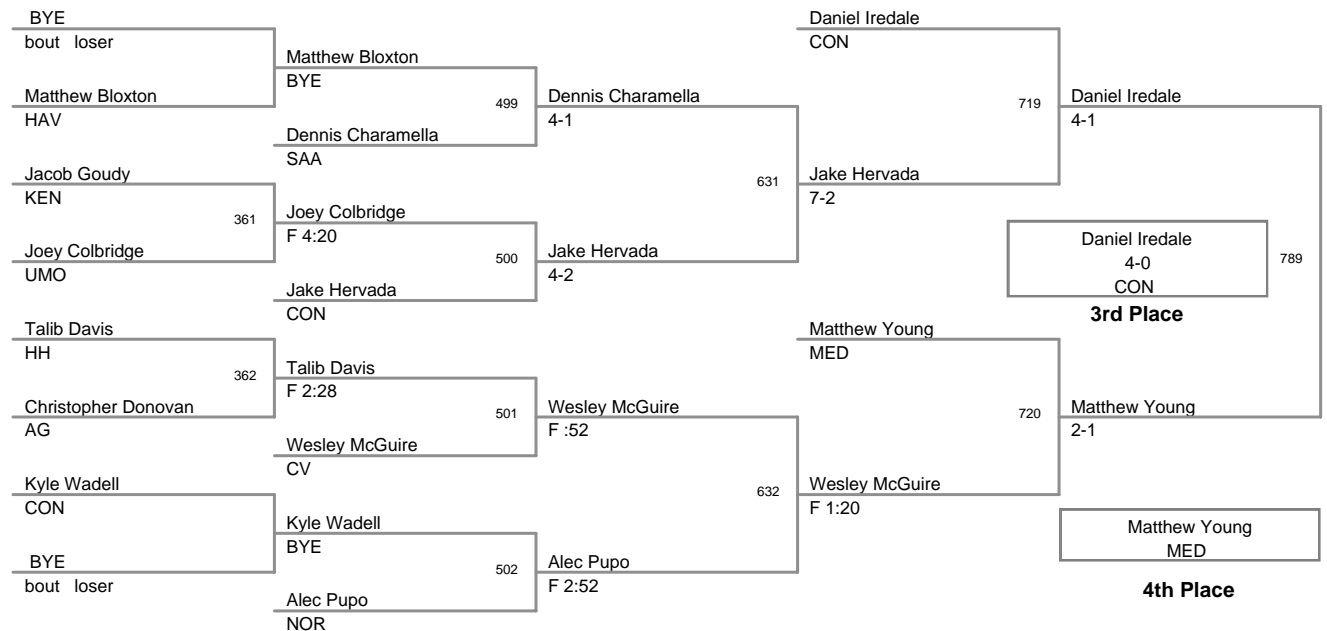 BYE
bout loser
Matthew Bloxton
HAV
Jacob Goudy
KEN
361
Joey Colbridge
UMO
Talib Davis
HH
362
Christopher Donovan
AG
Kyle Wadell
CON
BYE
bout loser
Matthew Bloxton
BYE
499
Dennis Charamella
SAA
Joey Colbridge
F 4:20
500
Jake Hervada
CON
Talib Davis
F 2:28
501
Wesley McGuire
CV
Kyle Wadell
BYE
502
Alec Pupo
NOR
Dennis Charamella
4-1
631
Jake Hervada
4-2
Wesley McGuire
F :52
632
Alec Pupo
F 2:52
Daniel Iredale
CON
719
Jake Hervada
7-2
Matthew Young
MED
720
Wesley McGuire
F 1:20
Daniel Iredale
4-1
Daniel Iredale
4-0
CON
789
3rd Place
Matthew Young
2-1
Matthew Young
MED
4th Place